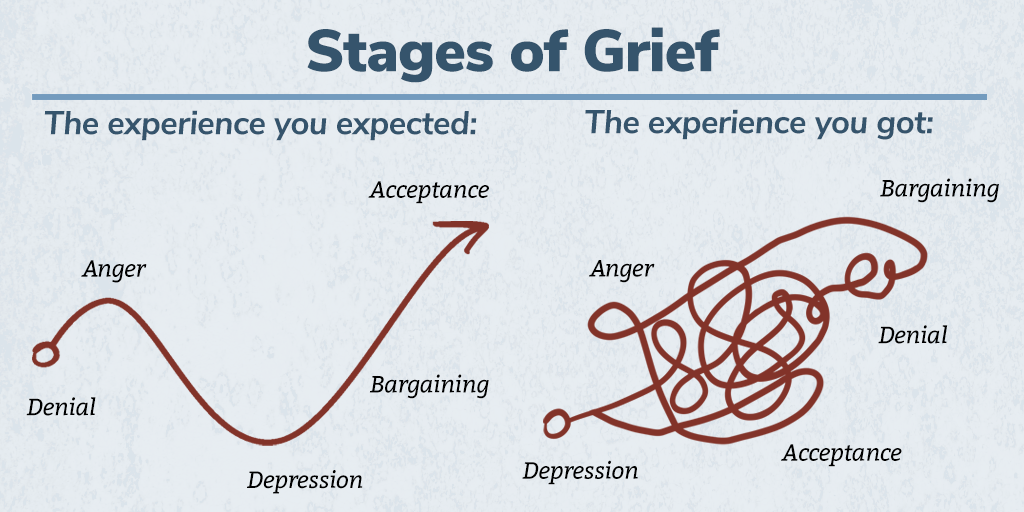 Stages of Grief
The experience you expected:
Acceptance
Anger
Denial
Bargaining
Depression
The experience you got:
Bargaining
Anger
Denial
Acceptance
Depression